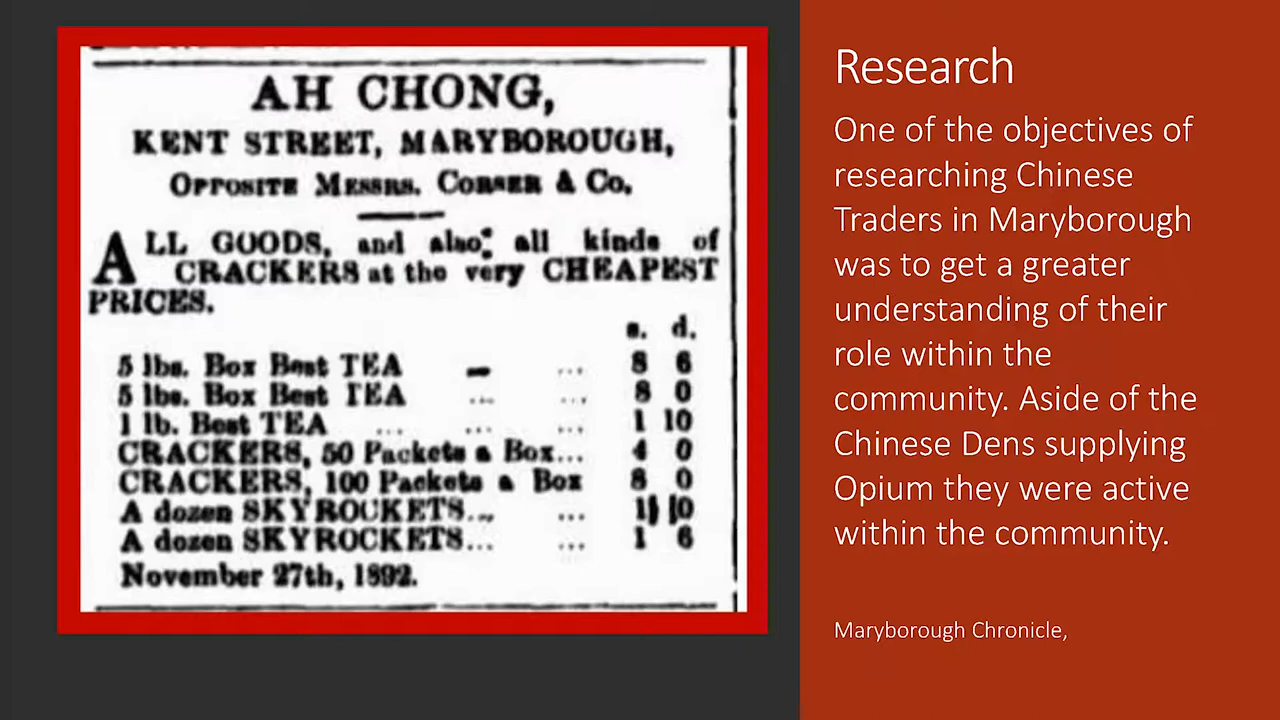 AH CHONG,
KENT STREET, MARYBOROUGH,
OPPOSITE MESSRS. CORSER & CO.
ALL GOODS, and also, all kinds of
CRACKERS at the very CHEAPEST
PRICES.
s. d.
5 lbs. Box Best TEA ... 8 6
5 lbs. Box Best TEA ... ... 8 0
1 lb. Best TEA ... ... ... 1 10
CRACKERS, 50 Packets a Box... 4 0
CRACKERS, 100 Packets a Box 8 0
A dozen SKYROCKETS... ...
A dozen SKYROCKETS... ... 1 6
November 27th, 1892.
Research
One of the objectives of
researching Chinese
Traders in Maryborough
was to get a greater
understanding of their
role within the
community. Aside of the
Chinese Dens supplying
Opium they were active
within the community.
Maryborough Chronicle,